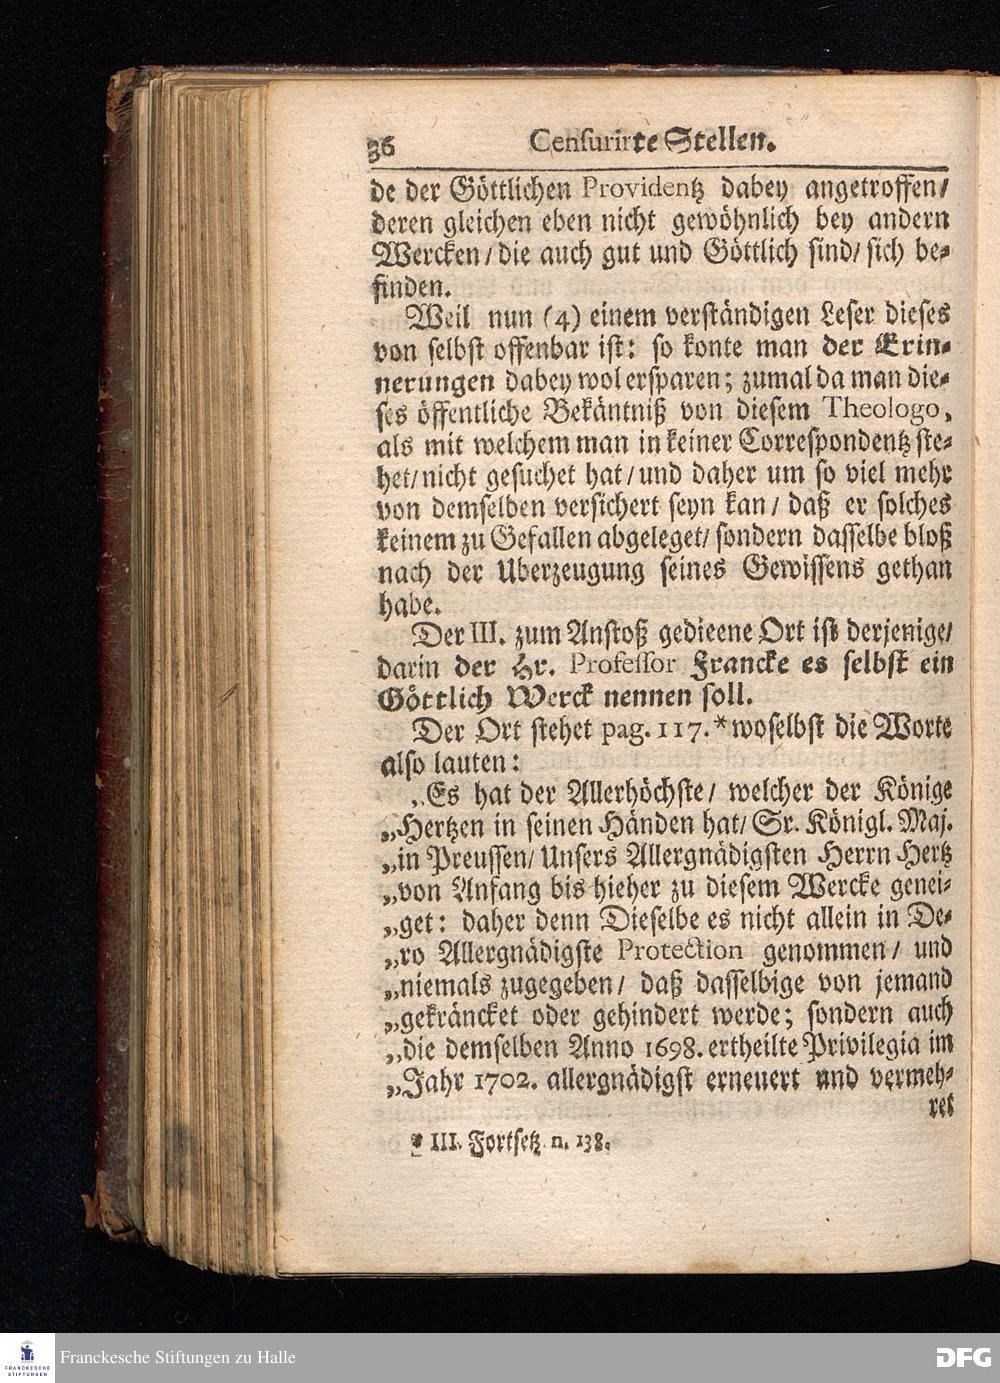 36 Censurirte Stellen.
de der Göttlichen Providentz dabey angetroffen/
deren gleichen eben nicht gewöhnlich bey andern
Wercken/ die auch gut und Göttlich sind/ sich be-
finden.
Weil nun (4) einem verständigen Leser dieses
von selbst offenbar ist: so konte man der Erin-
nerungen dabey wol ersparen; zumal da man die-
ses öffentliche Bekäntniß von diesem Theologo,
als mit welchem man in keiner Correspondentz ste-
het/ nicht gesuchet hat/ und daher um so viel mehr
von demselben versichert seyn kan/ daß er solches
keinem zu Gefallen abgeleget/ sondern dasselbe bloß
nach der Uberzeugung seines Gewissens gethan
habe.
Der III. zum Anstoß gedieene Ort ist derjenige/
darin der Hr. Professor Francke es selbst ein
Göttlich Werck nennen soll.
Der Ort stehet pag. 117.* woselbst die Worte
also lauten:
„Es hat der Allerhöchste/ welcher der Könige
„Hertzen in seinen Händen hat/ Sr. Königl. Maj.
„in Preussen/ Unsers Allergnädigsten Herrn Hertz
„von Anfang bis hieher zu diesem Wercke genei-
„get: daher denn Dieselbe es nicht allein in De-
„ro Allergnädigste Protection genommen/ und
„niemals zugegeben/ daß dasselbige von jemand
„gekräncket oder gehindert werde; sondern auch
„die demselben Anno 1698. ertheilte Privilegia im
„Jahr 1702. allergnädigst erneuert und vermeh-
ret
* III. Fortsetz. n. 138.
FRANCKESCHE STIFTUNGEN
Franckesche Stiftungen zu Halle
DFG